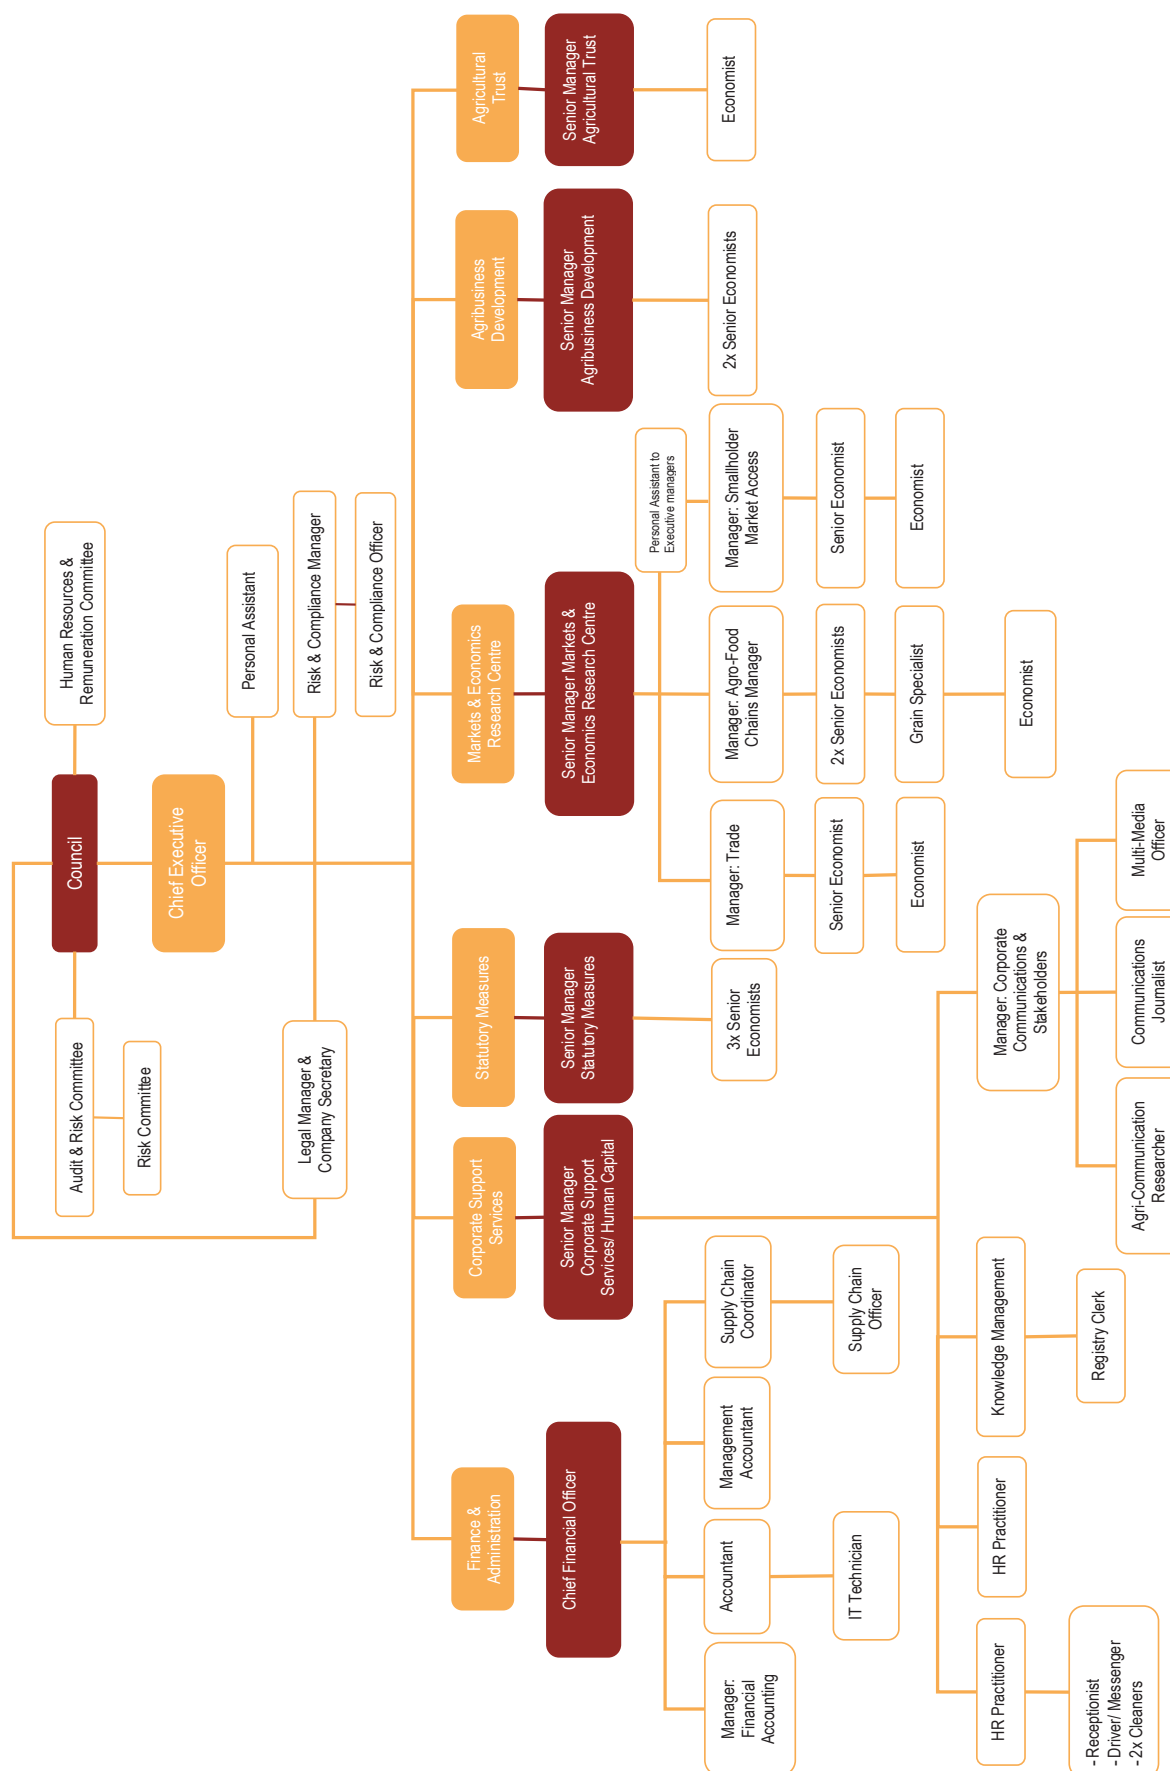 Human Resources &
Remuneration Committee
Council
Audit & Risk Committee
Risk Committee
Chief Executive
Officer
Personal Assistant
Legal Manager &
Company Secretary
Risk & Compliance Manager
Risk & Compliance Officer
Finance &
Administration
Corporate Support
Services
Statutory Measures
Markets & Economics
Research Centre
Agribusiness
Development
Agricultural
Trust
Chief Financial Officer
Senior Manager
Corporate Support
Services/ Human Capital
Senior Manager
Statutory Measures
Senior Manager Markets &
Economics Research Centre
Senior Manager
Agribusiness Development
Senior Manager
Agricultural Trust
Personal Assistant to
Executive managers
Manager:
Financial
Accounting
Accountant
Management
Accountant
Supply Chain
Coordinator
3x Senior
Economists
Manager: Trade
Manager: Agro-Food
Chains Manager
Manager: Smallholder
Market Access
2x Senior Economists
Economist
IT Technician
Supply Chain
Officer
Senior Economist
2x Senior Economists
Senior Economist
Economist
Grain Specialist
Economist
Economist
HR Practitioner
HR Practitioner
Knowledge Management
Manager: Corporate
Communications &
Stakeholders
- Receptionist
- Driver/ Messenger
- 2x Cleaners
Registry Clerk
Agri-Communication
Researcher
Communications
Journalist
Multi-Media
Officer